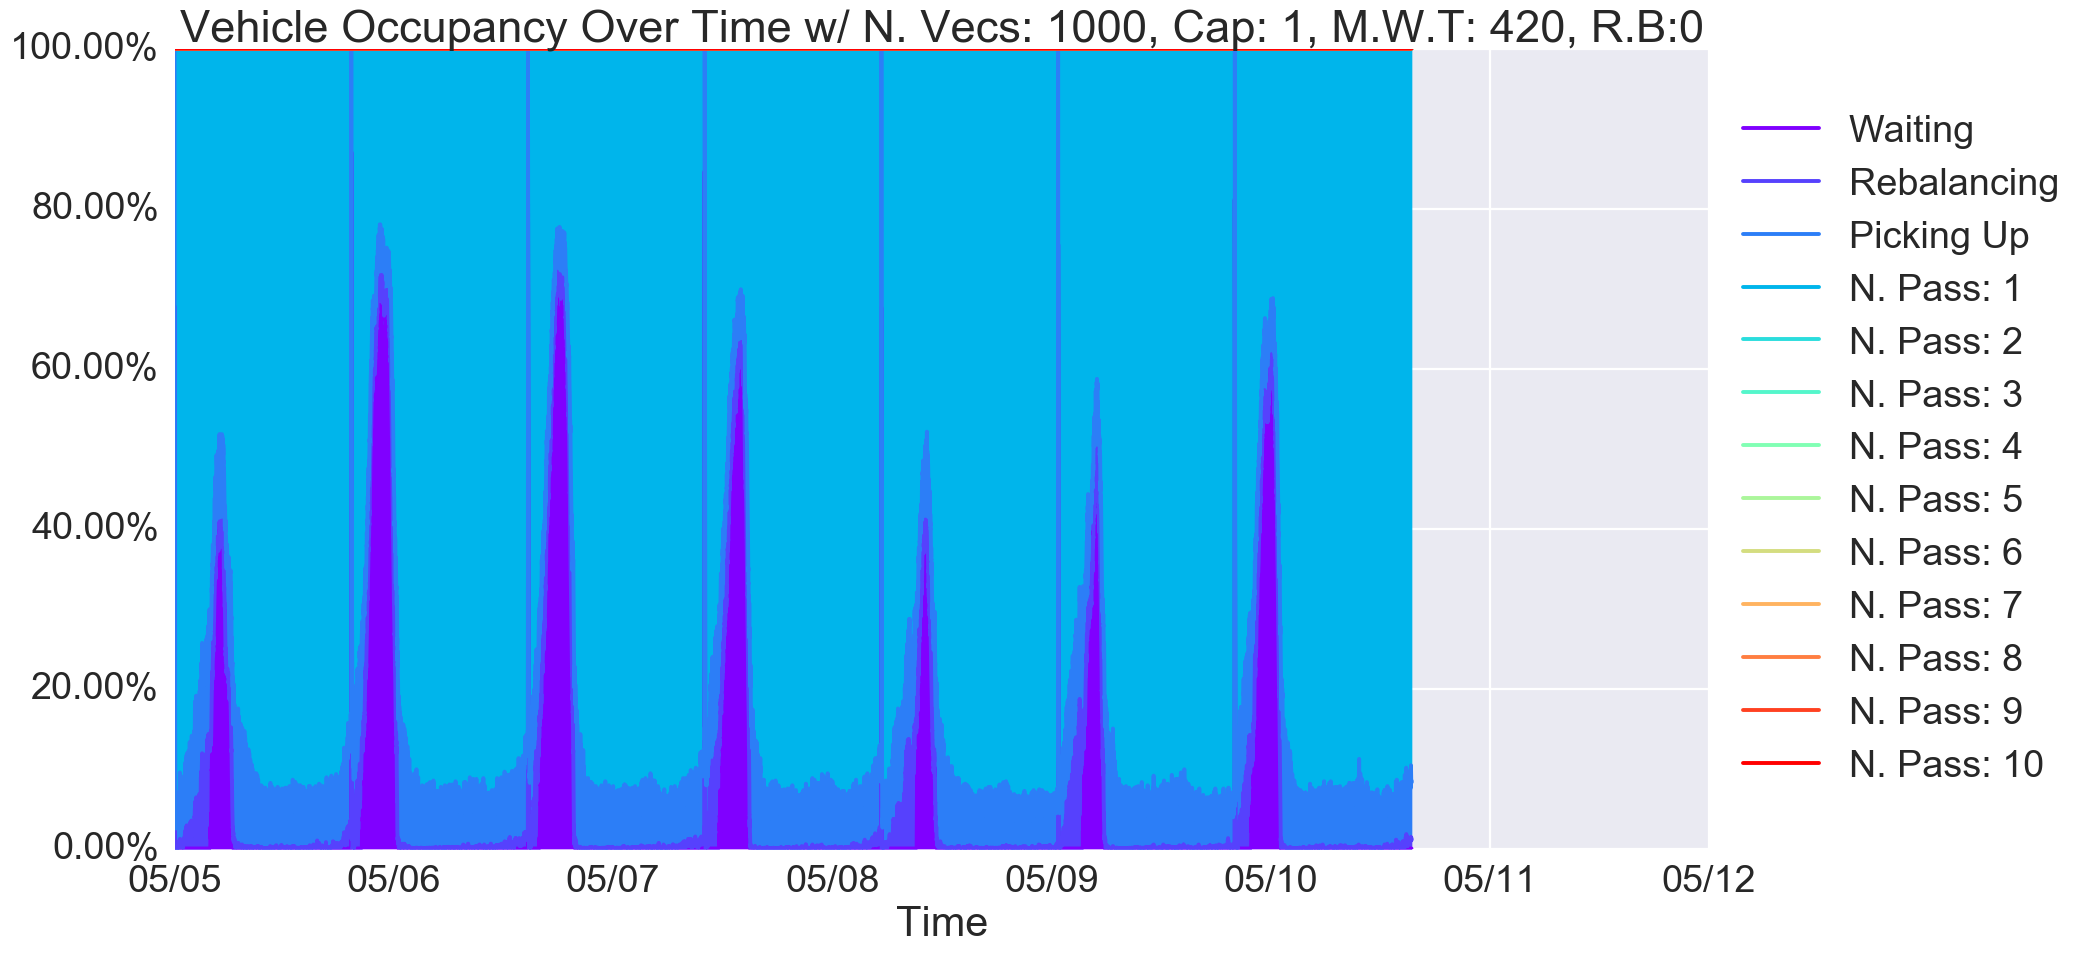 Vehicle Occupancy Over Time w/ N. Vecs: 1000, Cap: 1, M.W.T: 420, R.B:0
100.00%
80.00%
60.00%
40.00%
20.00%
0.00%
05/05 05/06 05/07 05/08 05/09 05/10 05/11 05/12
Time
Waiting
Rebalancing
Picking Up
N. Pass: 1
N. Pass: 2
N. Pass: 3
N. Pass: 4
N. Pass: 5
N. Pass: 6
N. Pass: 7
N. Pass: 8
N. Pass: 9
N. Pass: 10